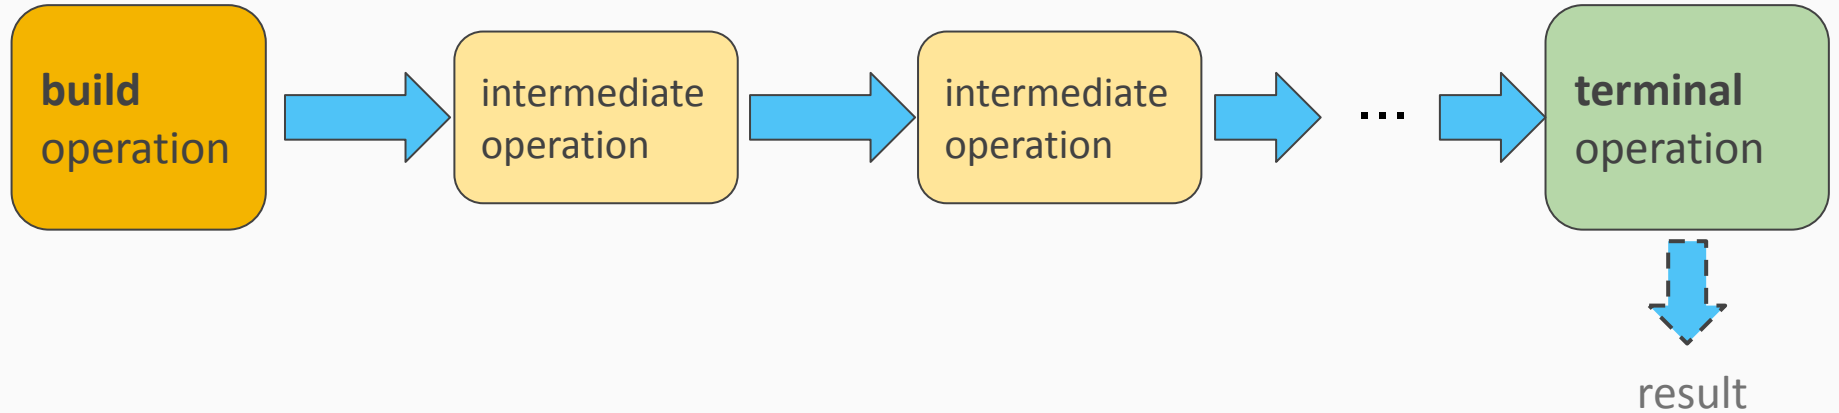 build
operation
intermediate
operation
intermediate
operation
...
terminal
operation
result